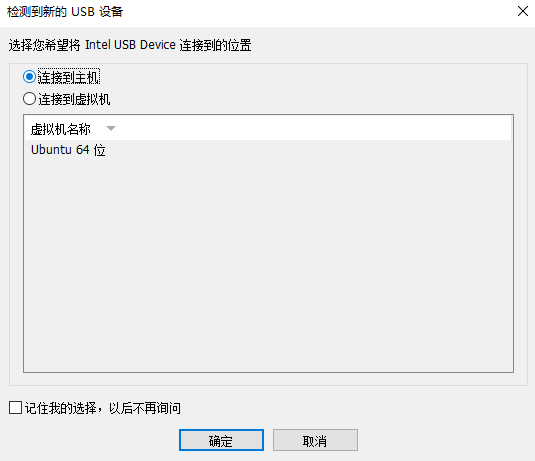 检测到新的 USB 设备
选择您希望将 Intel USB Device 连接到的位置
连接到主机
连接到虚拟机
虚拟机名称
Ubuntu 64 位
记住我的选择，以后不再询问
确定
取消